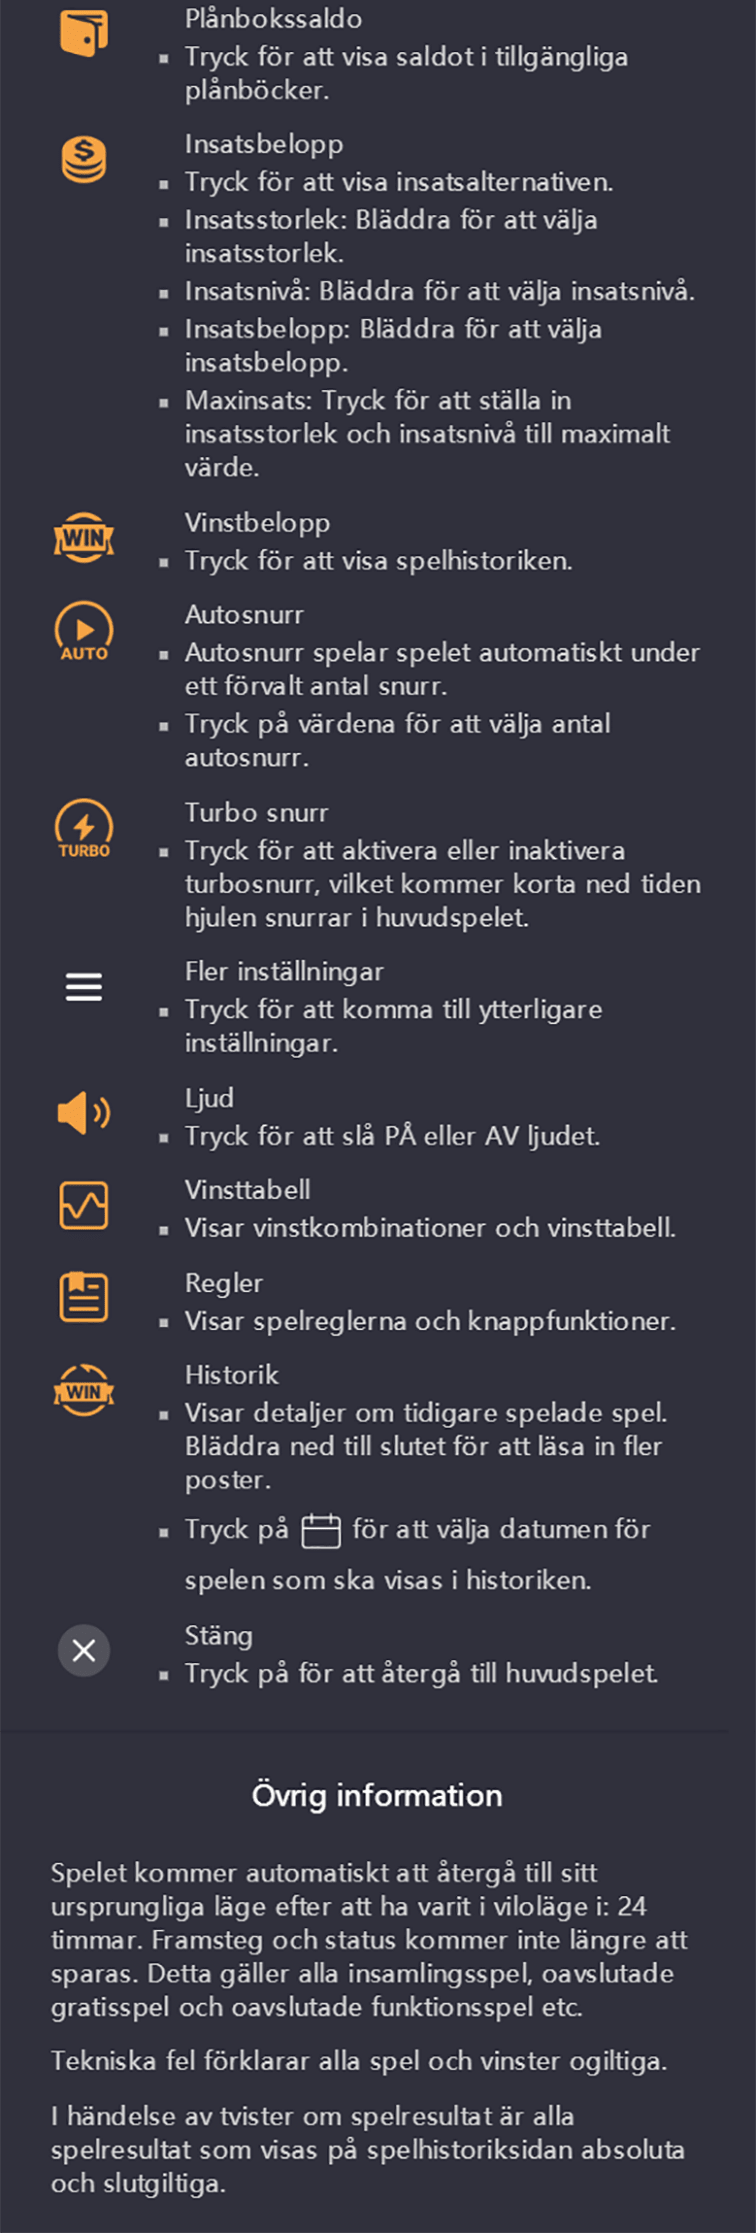 Plånbokssaldo
▪ Tryck för att visa saldot i tillgängliga
plånböcker.
$
Insatsbelopp
▪ Tryck för att visa insatsalternativen.
▪ Insatsstorlek: Bläddra för att välja
insatsstorlek.
▪ Insatsnivå: Bläddra för att välja insatsnivå.
▪ Insatsbelopp: Bläddra för att välja
insatsbelopp.
▪ Maxinsats: Tryck för att ställa in
insatsstorlek och insatsnivå till maximalt
värde.
WIN
Vinstbelopp
▪ Tryck för att visa spelhistoriken.
AUTO
Autosnurr
▪ Autosnurr spelar spelet automatiskt under
ett förvalt antal snurr.
▪ Tryck på värdena för att välja antal
autosnurr.
TURBO
Turbo snurr
▪ Tryck för att aktivera eller inaktivera
turbosnurr, vilket kommer korta ned tiden
hjulen snurrar i huvudspelet.
Fler inställningar
▪ Tryck för att komma till ytterligare
inställningar.
Ljud
▪ Tryck för att slå PÅ eller AV ljudet.
Vinsttabell
▪ Visar vinstkombinationer och vinsttabell.
Regler
▪ Visar spelreglerna och knappfunktioner.
WIN
Historik
▪ Visar detaljer om tidigare spelade spel.
Bläddra ned till slutet för att läsa in fler
poster.
▪ Tryck på för att välja datumen för
spelen som ska visas i historiken.
Stäng
▪ Tryck på för att återgå till huvudspelet.
Övrig information
Spelet kommer automatiskt att återgå till sitt
ursprungliga läge efter att ha varit i viloläge i: 24
timmar. Framsteg och status kommer inte längre att
sparas. Detta gäller alla insamlingsspel, oavslutade
gratisspel och oavslutade funktionsspel etc.
Tekniska fel förklarar alla spel och vinster ogiltiga.
I händelse av tvister om spelresultat är alla
spelresultat som visas på spelhistoriksidan absoluta
och slutgiltiga.